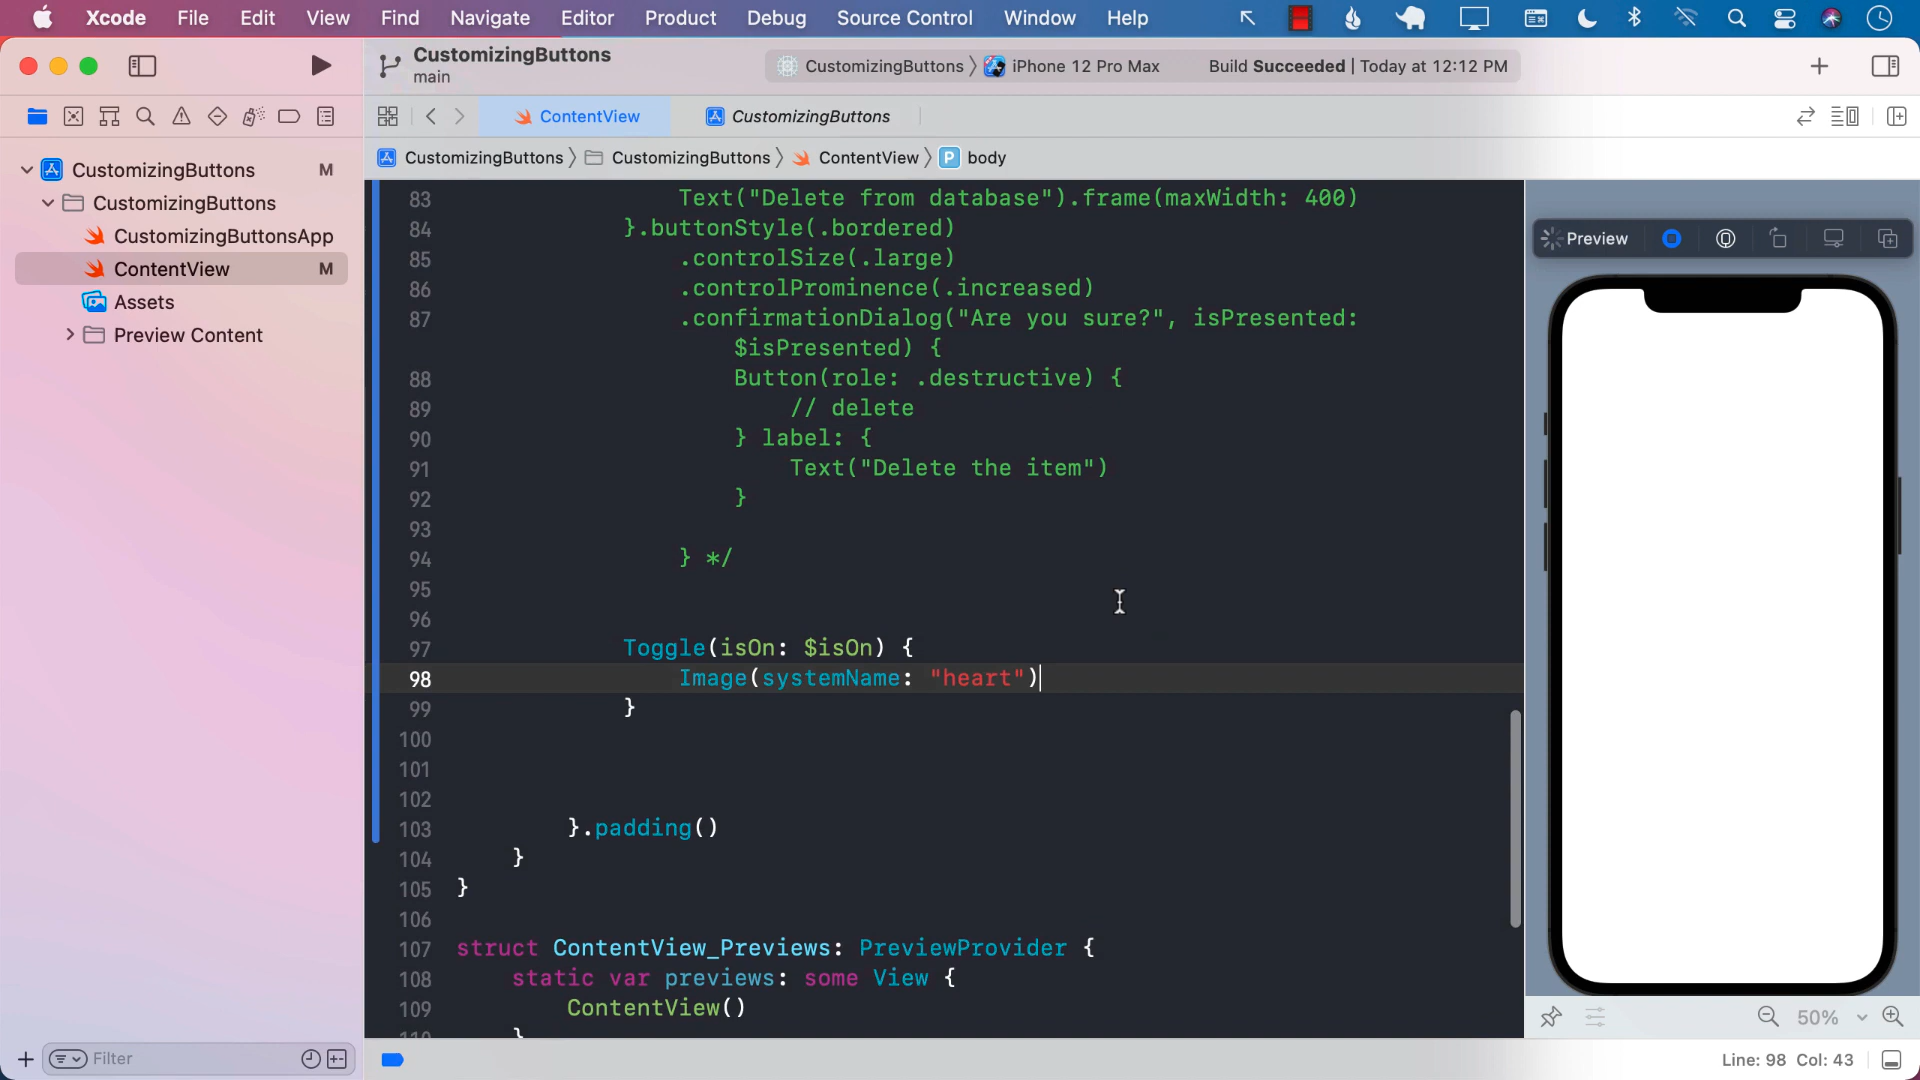 Xcode File Edit View Find Navigate Editor Product Debug Source Control Window Help
CustomizingButtons
main
CustomizingButtons iPhone 12 Pro Max Build Succeeded | Today at 12:12 PM
ContentView CustomizingButtons
CustomizingButtons CustomizingButtons ContentView P body
CustomizingButtons M
CustomizingButtons
CustomizingButtonsApp
ContentView M
Assets
Preview Content
83 Text("Delete from database").frame(maxWidth: 400)
84 }.buttonStyle(.bordered)
85 .controlSize(.large)
86 .controlProminence(.increased)
87 .confirmationDialog("Are you sure?", isPresented:
$isPresented) {
88 Button(role: .destructive) {
89 // delete
90 } label: {
91 Text("Delete the item")
92 }
93
94 } */
95
96
97 Toggle(isOn: $isOn) {
98 Image(systemName: "heart")
99 }
100
101
102
103 }.padding()
104 }
105 }
106
107 struct ContentView_Previews: PreviewProvider {
108 static var previews: some View {
109 ContentView()
Preview
50%
Filter
Line: 98 Col: 43